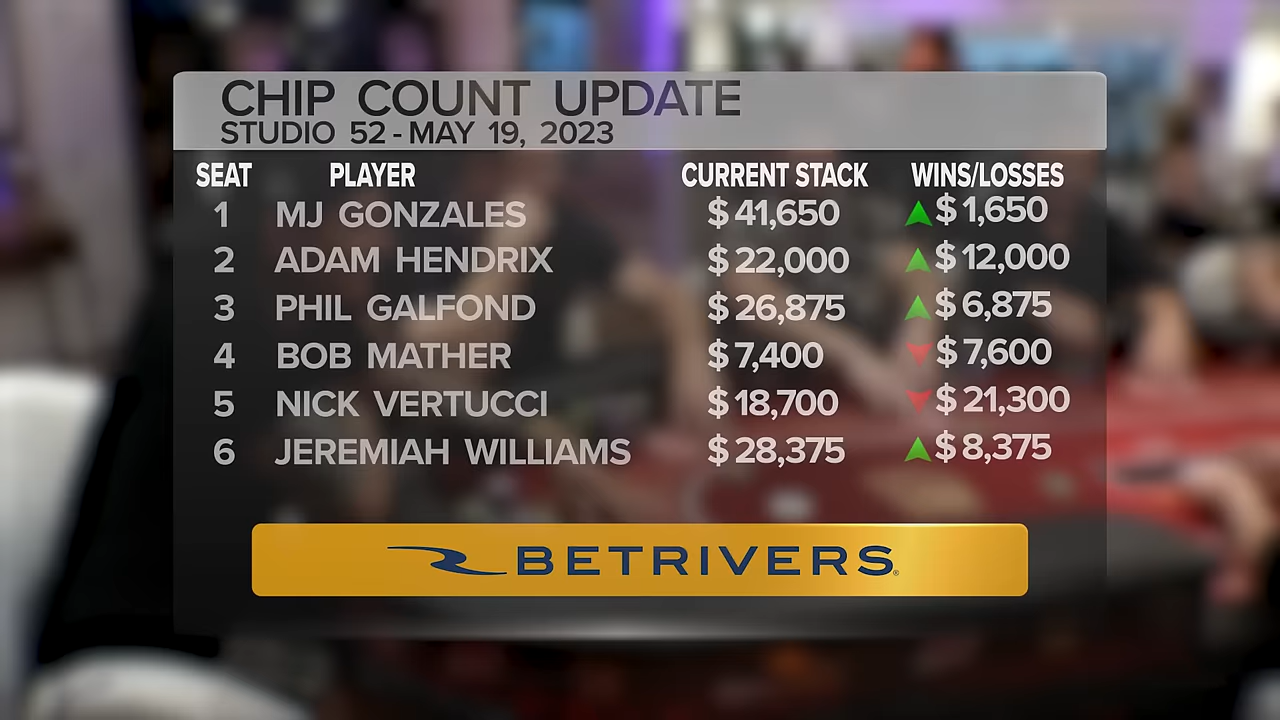 CHIP COUNT UPDATE
STUDIO 52 - MAY 19, 2023
SEAT PLAYER CURRENT STACK WINS/LOSSES
1 MJ GONZALES $41,650 $1,650
2 ADAM HENDRIX $22,000 $12,000
3 PHIL GALFOND $26,875 $6,875
4 BOB MATHER $7,400 $7,600
5 NICK VERTUCCI $18,700 $21,300
6 JEREMIAH WILLIAMS $28,375 $8,375
BETRIVERS®